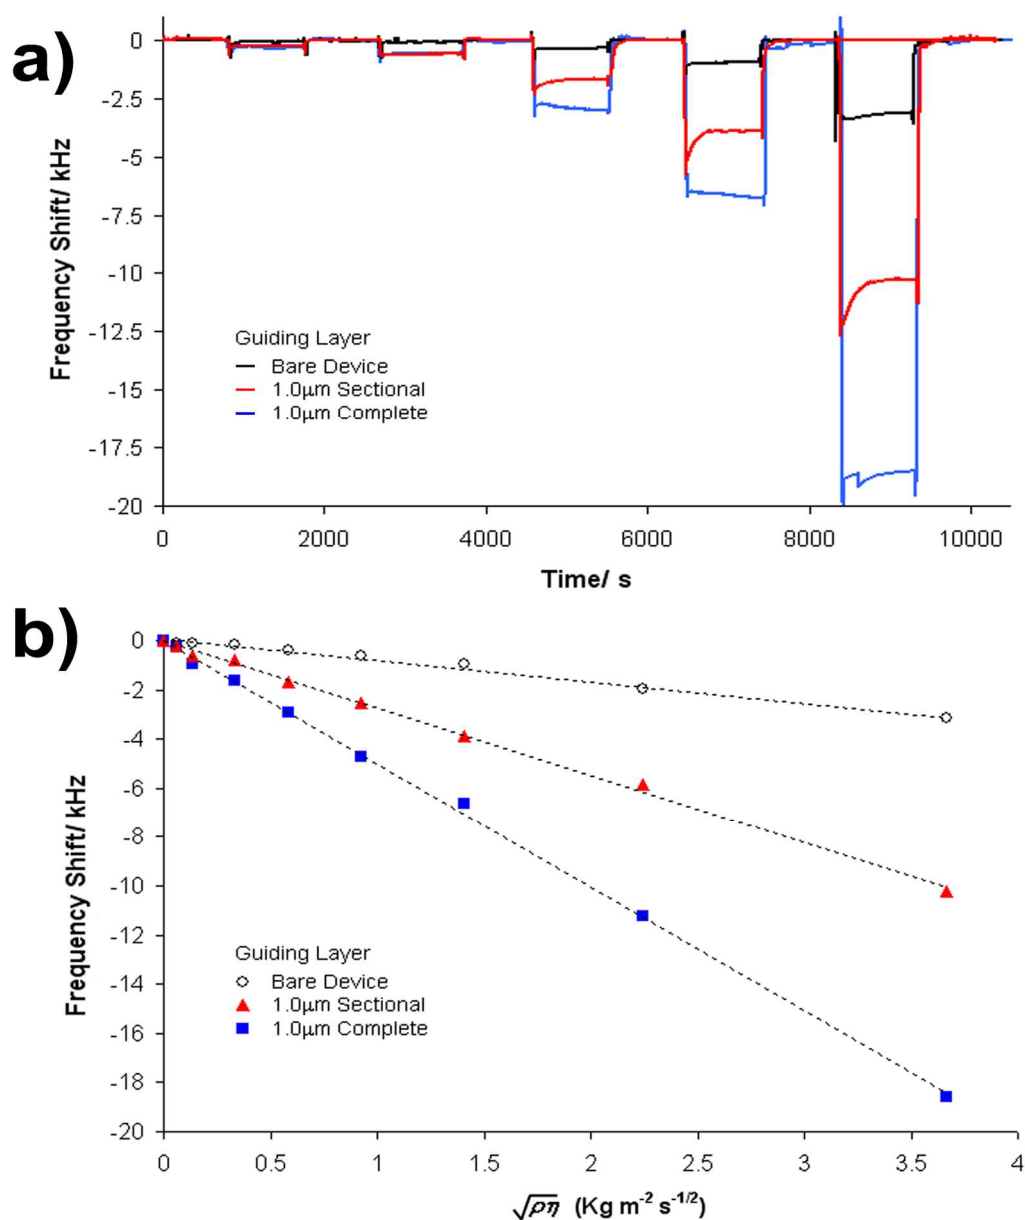 a)
0
-2.5
-5
-7.5
-10
-12.5
-15
-17.5
-20
Frequency Shift/ kHz
Guiding Layer
Bare Device
1.0μm Sectional
1.0μm Complete
0 2000 4000 6000 8000 10000
Time/ s
b)
0
-2
-4
-6
-8
-10
-12
-14
-16
-18
-20
Frequency Shift/ kHz
Guiding Layer
Bare Device
1.0μm Sectional
1.0μm Complete
0 0.5 1 1.5 2 2.5 3 3.5 4
√ρη (Kg m-2 s-1/2)